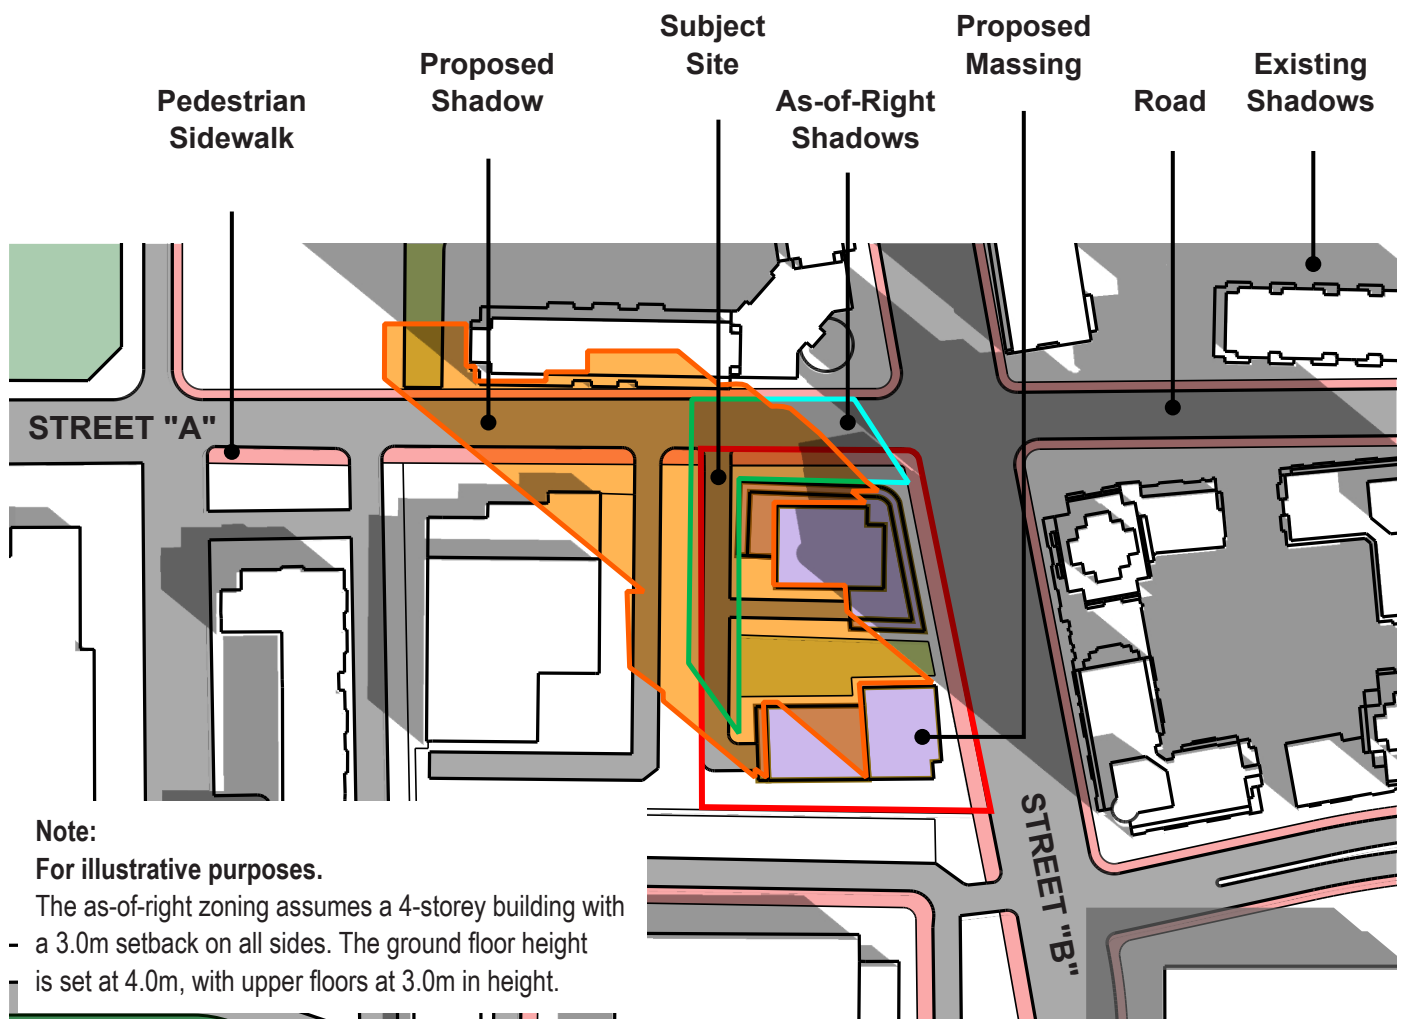 Subject
Site
Proposed
Massing
Proposed
Shadow
Existing
Shadows
Pedestrian
Sidewalk
As-of-Right
Shadows
Road
STREET "A"
STREET "B"
Note:
For illustrative purposes.
The as-of-right zoning assumes a 4-storey building with
a 3.0m setback on all sides. The ground floor height
is set at 4.0m, with upper floors at 3.0m in height.